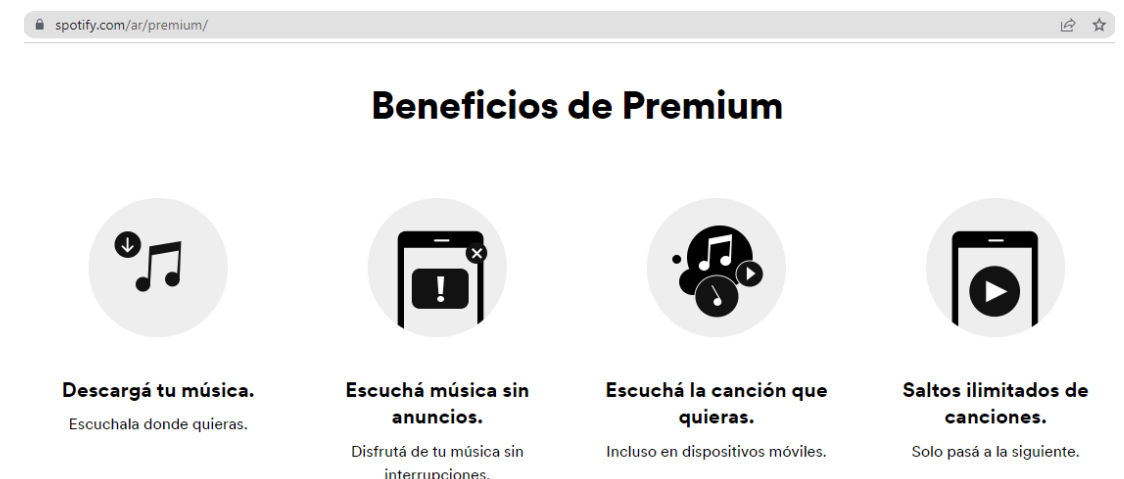 spotify.com/ar/premium/
Beneficios de Premium
Descargá tu música.
Escuchala donde quieras.
Escuchá música sin
anuncios.
Disfrutá de tu música sin
interrupciones.
Escuchá la canción que
quieras.
Incluso en dispositivos móviles.
Saltos ilimitados de
canciones.
Solo pasá a la siguiente.